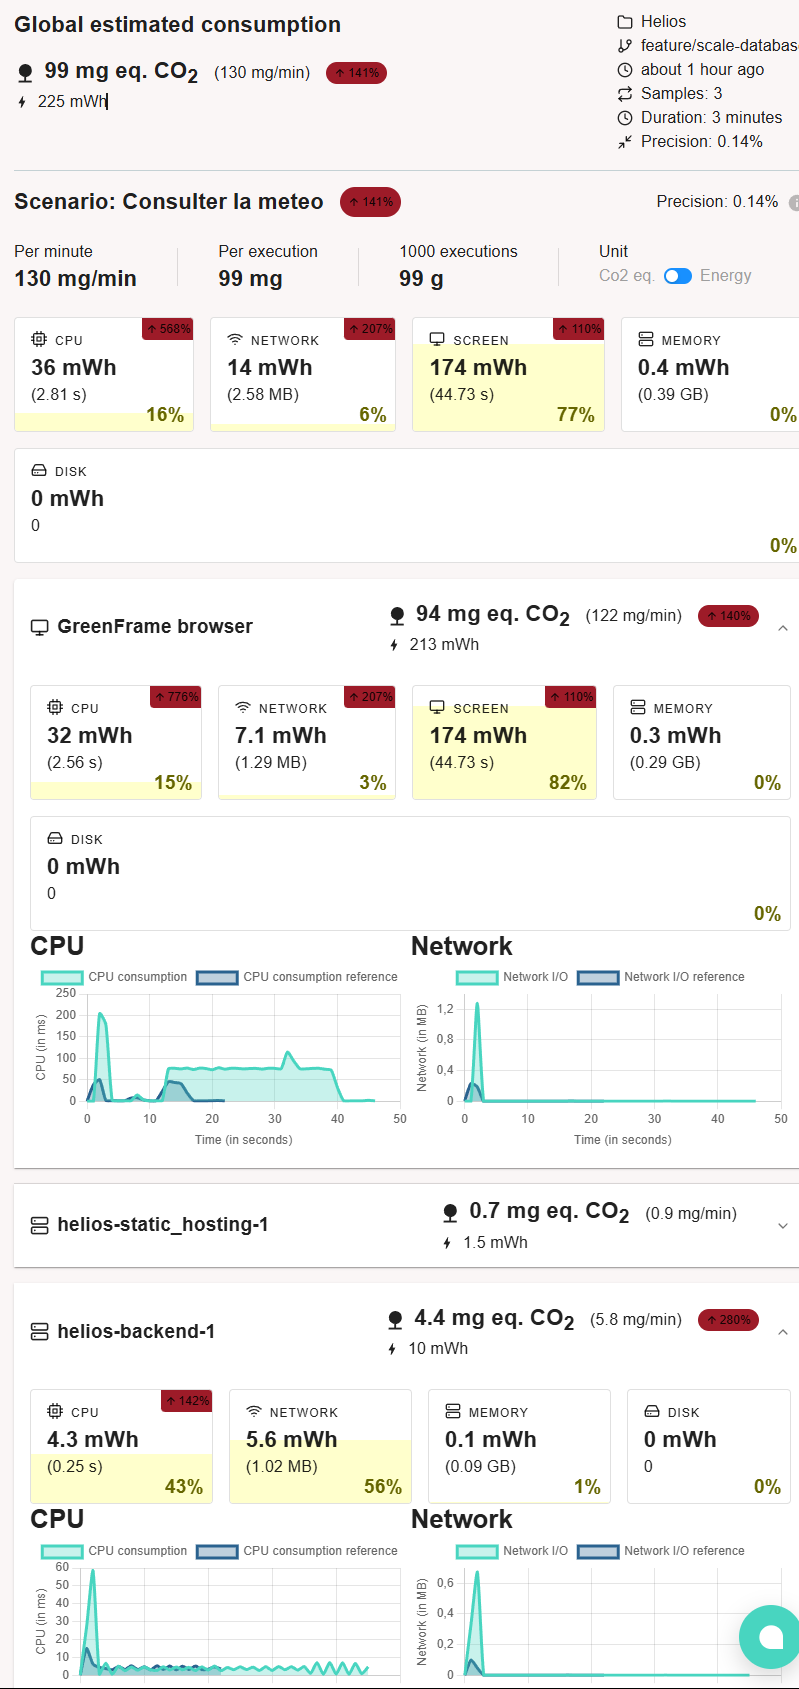 Global estimated consumption
99 mg eq. CO2 (130 mg/min) ↑ 141%
225 mWh
Helios
feature/scale-databas
about 1 hour ago
Samples: 3
Duration: 3 minutes
Precision: 0.14%
Scenario: Consulter la meteo ↑ 141%
Precision: 0.14%
Per minute
130 mg/min
Per execution
99 mg
1000 executions
99 g
Unit
Co2 eq. Energy
CPU ↑ 568%
36 mWh
(2.81 s)
16%
NETWORK ↑ 207%
14 mWh
(2.58 MB)
6%
SCREEN ↑ 110%
174 mWh
(44.73 s)
77%
MEMORY
0.4 mWh
(0.39 GB)
0%
DISK
0 mWh
0
0%
GreenFrame browser
94 mg eq. CO2 (122 mg/min) ↑ 140%
213 mWh
CPU ↑ 776%
32 mWh
(2.56 s)
15%
NETWORK ↑ 207%
7.1 mWh
(1.29 MB)
3%
SCREEN ↑ 110%
174 mWh
(44.73 s)
82%
MEMORY
0.3 mWh
(0.29 GB)
0%
DISK
0 mWh
0
0%
CPU
CPU consumption CPU consumption reference
CPU (in ms)
250
200
150
100
50
0
0 10 20 30 40 50
Time (in seconds)
Network
Network I/O Network I/O reference
Network (in MB)
1,2
0,8
0,4
0
0 10 20 30 40 50
Time (in seconds)
helios-static_hosting-1
0.7 mg eq. CO2 (0.9 mg/min)
1.5 mWh
helios-backend-1
4.4 mg eq. CO2 (5.8 mg/min) ↑ 280%
10 mWh
CPU ↑ 142%
4.3 mWh
(0.25 s)
43%
NETWORK
5.6 mWh
(1.02 MB)
56%
MEMORY
0.1 mWh
(0.09 GB)
1%
DISK
0 mWh
0
0%
CPU
CPU consumption CPU consumption reference
CPU (in ms)
60
50
40
30
20
10
0
Network
Network I/O Network I/O reference
Network (in MB)
0,6
0,4
0,2
0